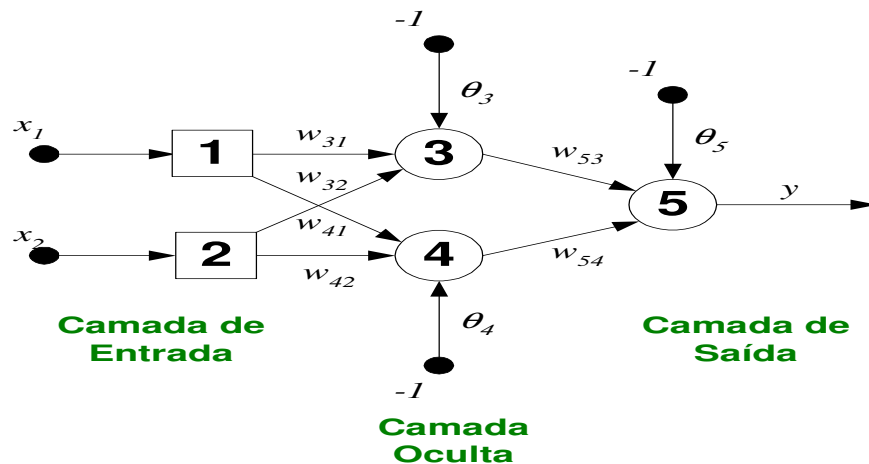 -1
-1
θ3
x1
1
w31
3
w53
θ5
w32
5
y
x2
2
w41
4
w54
w42
θ4
Camada de
Entrada
Camada de
Saída
-1
Camada
Oculta